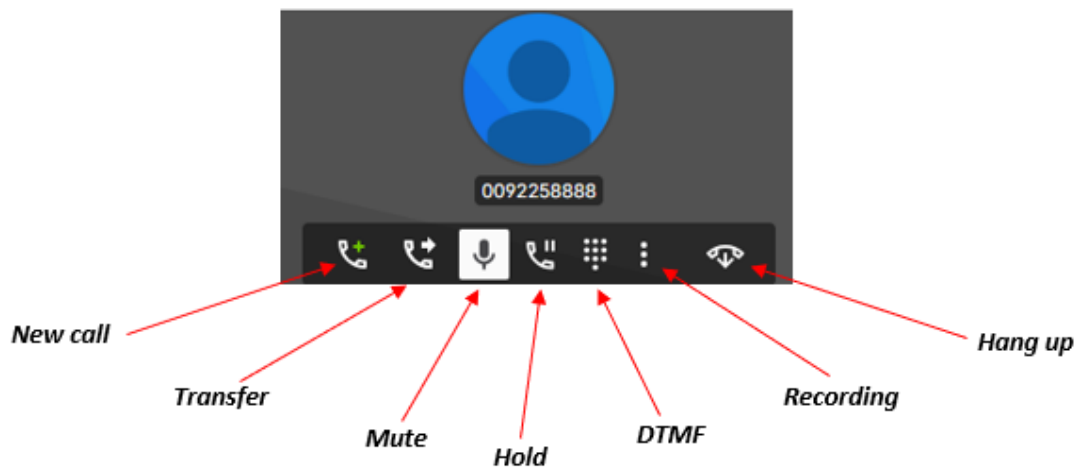 0092258888
New call
Transfer
Mute
Hold
DTMF
Recording
Hang up